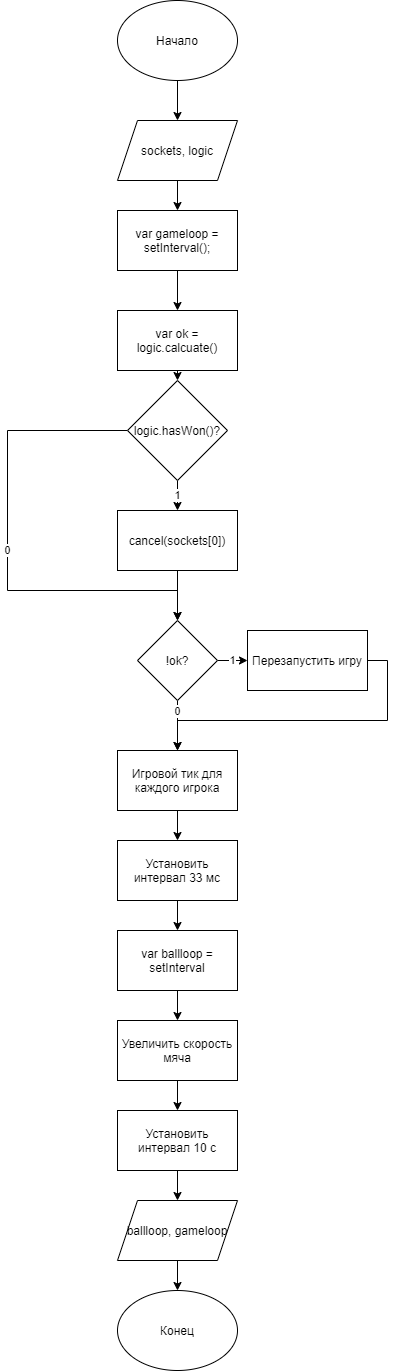 Начало
sockets, logic
var gameloop =
setInterval();
var ok =
logic.calcuate()
logic.hasWon()?
1
cancel(sockets[0])
0
!ok?
1
Перезапустить игру
0
Игровой тик для
каждого игрока
Установить
интервал 33 мс
var ballloop =
setInterval
Увеличить скорость
мяча
Установить
интервал 10 с
ballloop, gameloop
Конец